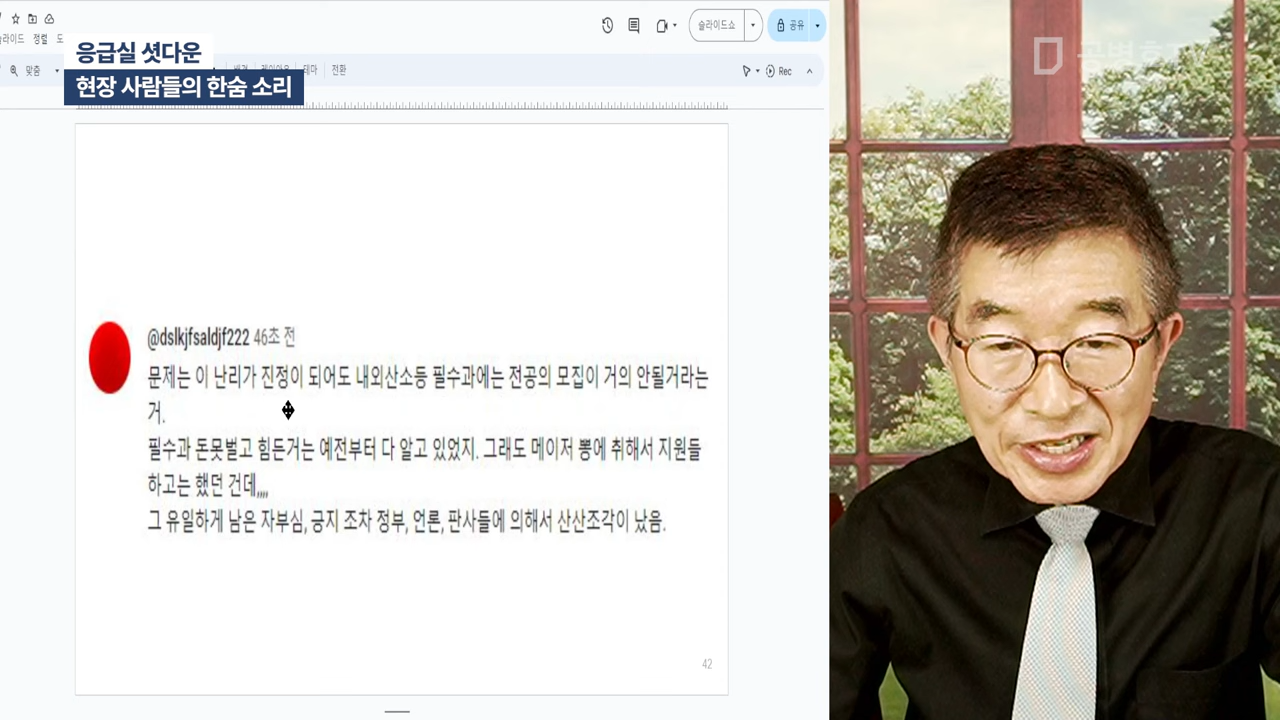 슬라이드쇼
공유
라이드 정렬 도
응급실 셧다운
맞춤
테마 전환
Rec
현장 사람들의 한숨 소리
@dslkjfsaldjf222 46초 전
문제는 이 난리가 진정이 되어도 내외산소등 필수과에는 전공의 모집이 거의 안될거라는
거.
필수과 돈못벌고 힘든거는 예전부터 다 알고 있었지. 그래도 메이저 뽕에 취해서 지원들
하고는 했던 건데,,,,
그 유일하게 남은 자부심, 긍지 조차 정부, 언론, 판사들에 의해서 산산조각이 났음.
42